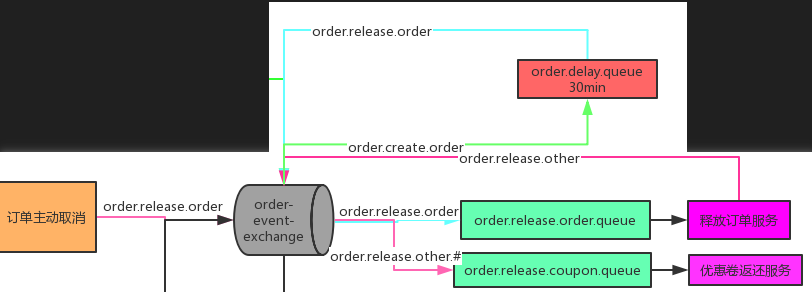 order.release.order
order.delay.queue
30min
order.create.order
order.release.other
订单主动取消
order.release.order
order-
event-
exchange
order.release.order
order.release.order.queue
释放订单服务
order.release.other.#
order.release.coupon.queue
优惠卷返还服务